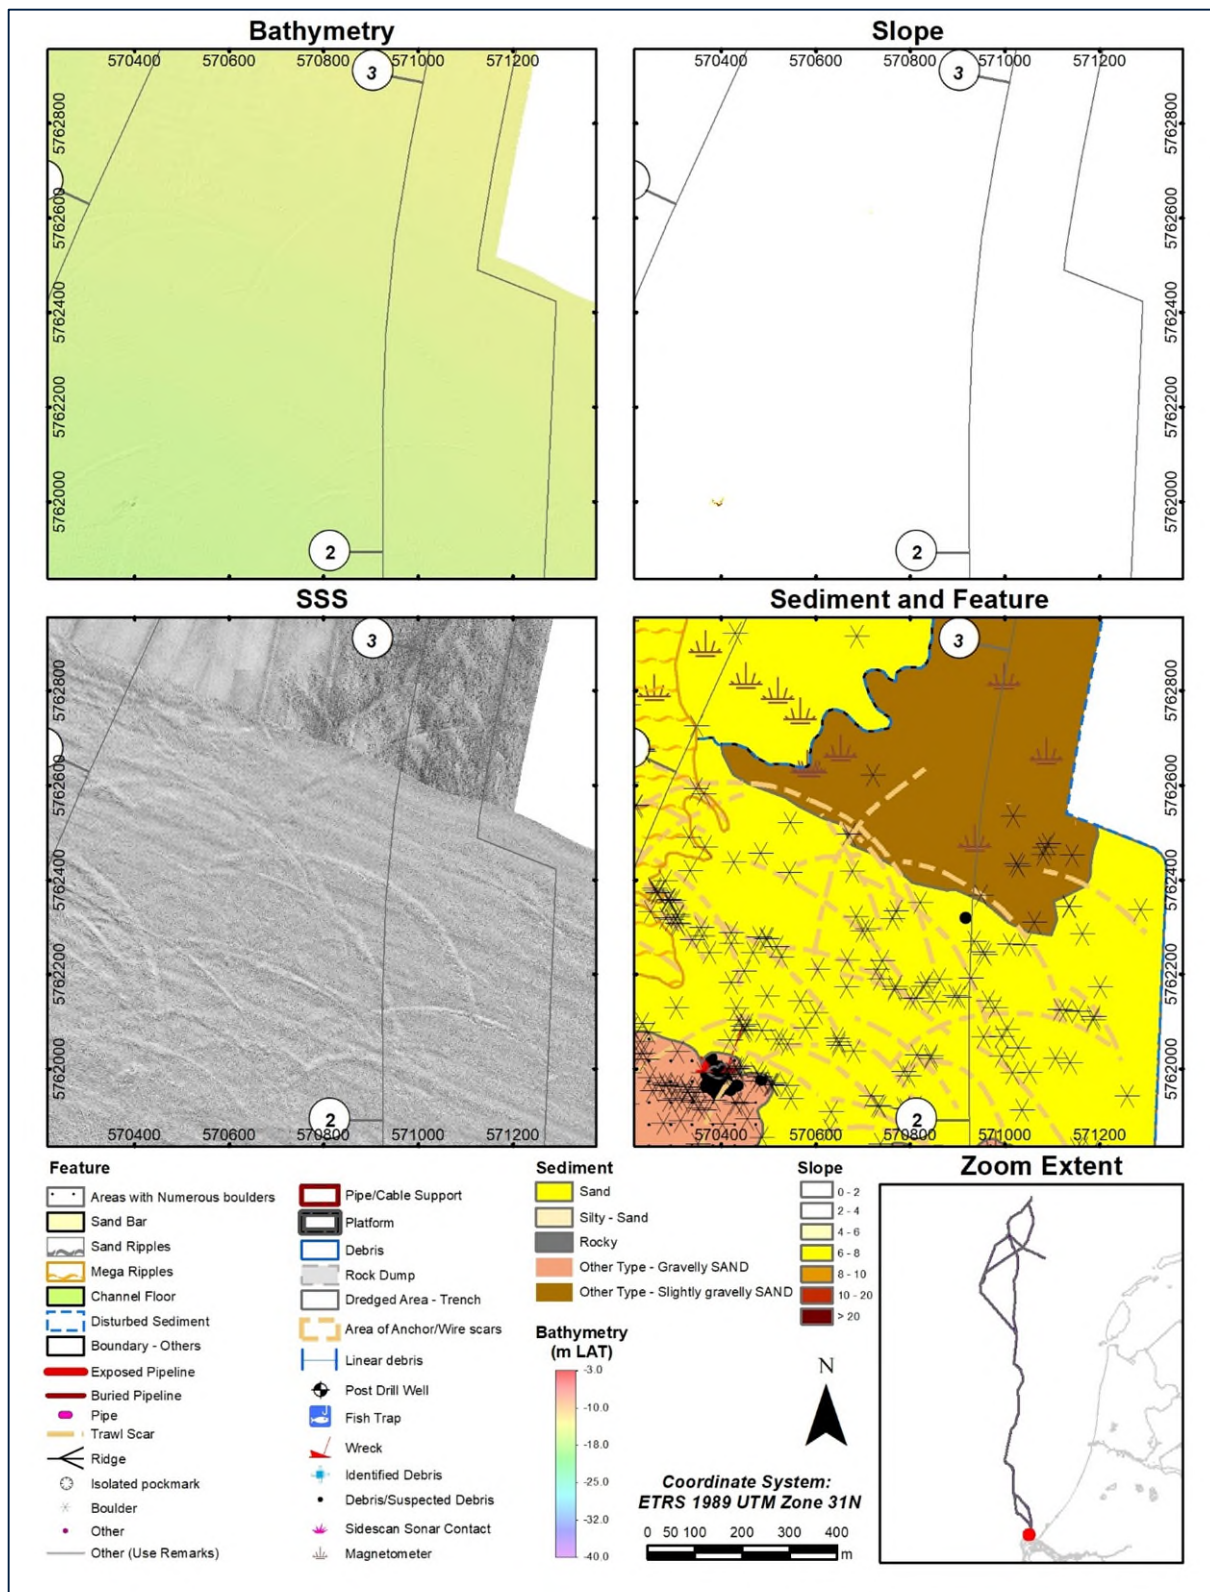 Bathymetry
Slope
570400 570600 570800 571000 571200
570400 570600 570800 571000 571200
3
3
5762800
5762600
5762400
5762200
5762000
5762800
5762600
5762400
5762200
5762000
2
2
SSS
Sediment and Feature
3
3
5762800
5762600
5762400
5762200
5762000
5762800
5762600
5762400
5762200
5762000
2
2
570400 570600 570800 571000 571200
570400 570600 570800 571000 571200
Feature
Areas with Numerous boulders
Sand Bar
Sand Ripples
Mega Ripples
Channel Floor
Disturbed Sediment
Boundary - Others
Exposed Pipeline
Buried Pipeline
Pipe
Trawl Scar
Ridge
Isolated pockmark
Boulder
Other
Other (Use Remarks)
Pipe/Cable Support
Platform
Debris
Rock Dump
Dredged Area - Trench
Area of Anchor/Wire scars
Linear debris
Post Drill Well
Fish Trap
Wreck
Identified Debris
Debris/Suspected Debris
Sidescan Sonar Contact
Magnetometer
Sediment
Sand
Silty - Sand
Rocky
Other Type - Gravelly SAND
Other Type - Slightly gravelly SAND
Bathymetry
(m LAT)
-3.0
-10.0
-18.0
-25.0
-32.0
-40.0
Slope
0 - 2
2 - 4
4 - 6
6 - 8
8 - 10
10 - 20
> 20
N
Coordinate System:
ETRS 1989 UTM Zone 31N
0 50 100 200 300 400
m
Zoom Extent